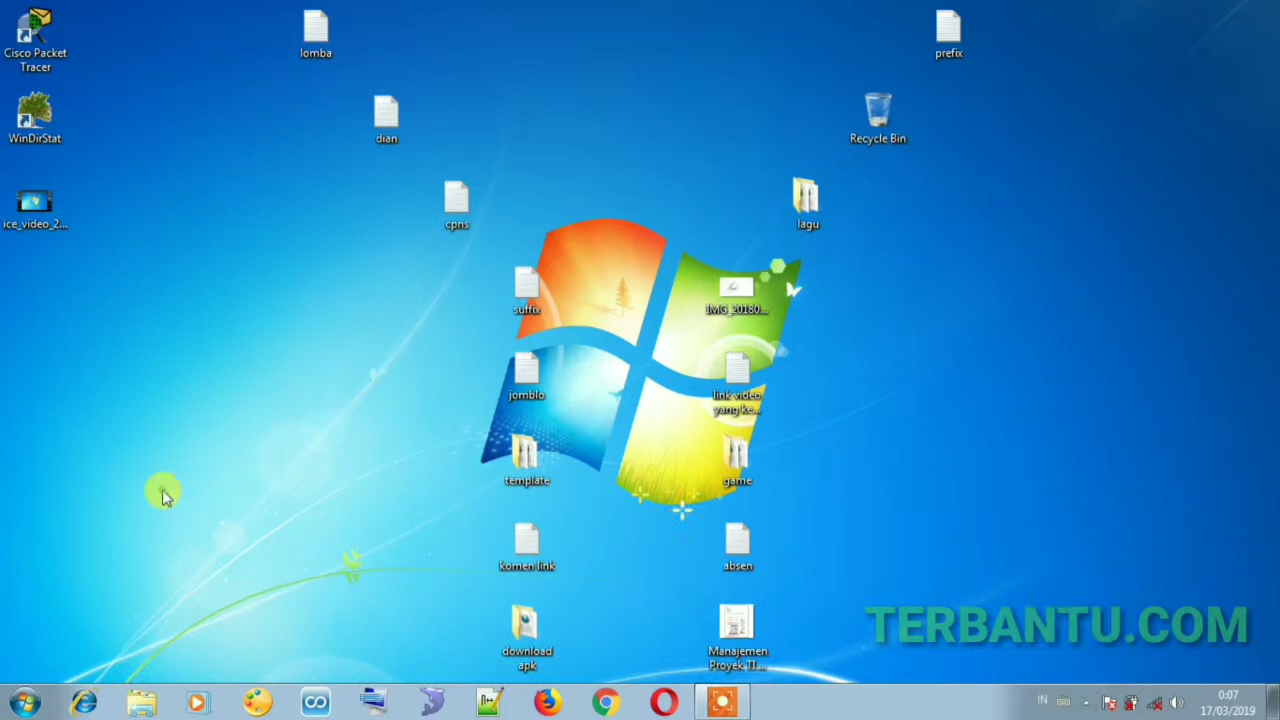 Cisco Packet
Tracer
lomba
prefix
WinDirStat
dian
Recycle Bin
ice_video_2...
cpns
lagu
suffix
IMG_20180...
jomblo
link video
yang ke...
template
game
komen link
absen
download
apk
Manajemen
Proyek TI ...
TERBANTU.COM
IN
0:07
17/03/2019